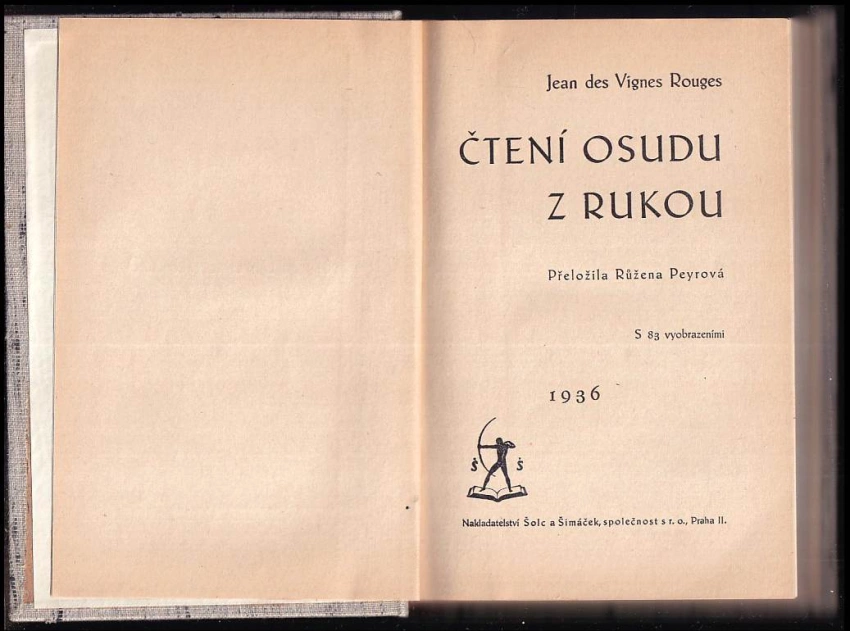 Jean des Vignes Rouges
ČTENÍ OSUDU
Z RUKOU
Přeložila Růžena Peyrová
S 83 vyobrazeními
1936
Š Š
Nakladatelství Šolc a Šimáček, společnost s r. o., Praha II.